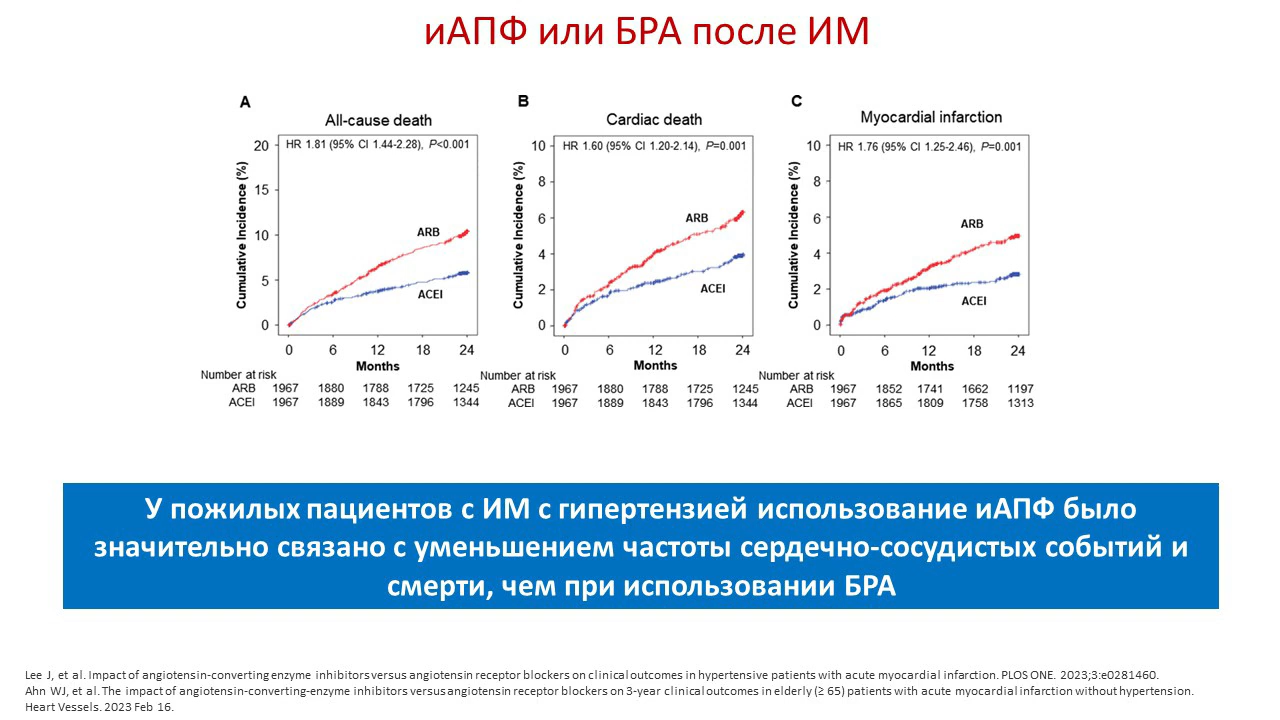 иАПФ или БРА после ИМ
A
All-cause death
HR 1.81 (95% CI 1.44-2.28), P<0.001
Cumulative Incidence (%)
20
15
10
5
0
ARB
ACEI
0 6 12 18 24
Months
Number at risk
ARB 1967 1880 1788 1725 1245
ACEI 1967 1889 1843 1796 1344
B
Cardiac death
HR 1.60 (95% CI 1.20-2.14), P=0.001
Cumulative Incidence (%)
10
8
6
4
2
0
ARB
ACEI
0 6 12 18 24
Months
Number at risk
ARB 1967 1880 1788 1725 1245
ACEI 1967 1889 1843 1796 1344
C
Myocardial infarction
HR 1.76 (95% CI 1.25-2.46), P=0.001
Cumulative Incidence (%)
10
8
6
4
2
0
ARB
ACEI
0 6 12 18 24
Months
Number at risk
ARB 1967 1852 1741 1662 1197
ACEI 1967 1865 1809 1758 1313
У пожилых пациентов с ИМ с гипертензией использование иАПФ было
значительно связано с уменьшением частоты сердечно-сосудистых событий и
смерти, чем при использовании БРА
Lee J, et al. Impact of angiotensin-converting enzyme inhibitors versus angiotensin receptor blockers on clinical outcomes in hypertensive patients with acute myocardial infarction. PLOS ONE. 2023;3:e0281460.
Ahn WJ, et al. The impact of angiotensin-converting-enzyme inhibitors versus angiotensin receptor blockers on 3-year clinical outcomes in elderly (≥ 65) patients with acute myocardial infarction without hypertension.
Heart Vessels. 2023 Feb 16.